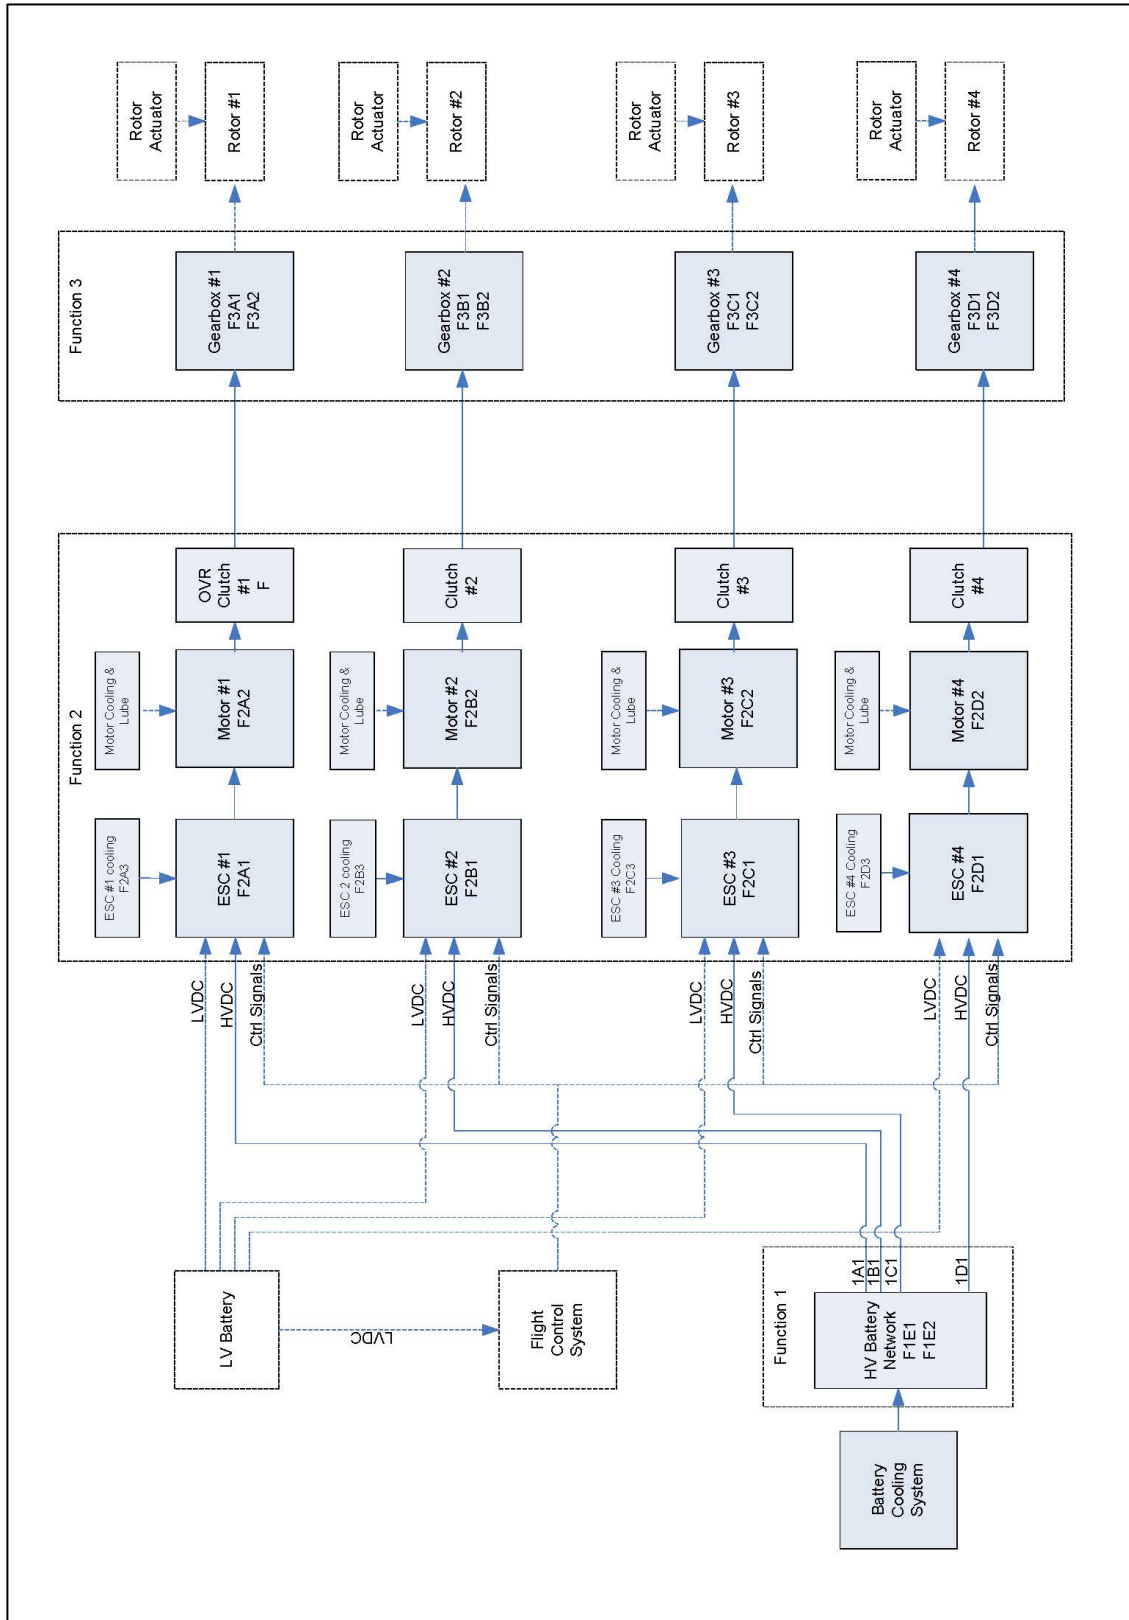 Rotor
Actuator
Rotor #1
Rotor
Actuator
Rotor #2
Rotor
Actuator
Rotor #3
Rotor
Actuator
Rotor #4
Function 3
Gearbox #1
F3A1
F3A2
Gearbox #2
F3B1
F3B2
Gearbox #3
F3C1
F3C2
Gearbox #4
F3D1
F3D2
Function 2
OVR
Clutch
#1
F
Clutch
#2
Clutch
#3
Clutch
#4
Motor Cooling &
Lube
Motor #1
F2A2
Motor Cooling &
Lube
Motor #2
F2B2
Motor Cooling &
Lube
Motor #3
F2C2
Motor Cooling &
Lube
Motor #4
F2D2
ESC #1 cooling
F2A3
ESC #1
F2A1
ESC 2 cooling
F2B3
ESC #2
F2B1
ESC #3 Cooling
F2C3
ESC #3
F2C1
ESC #4 Cooling
F2D3
ESC #4
F2D1
LVDC
HVDC
Ctrl Signals
LVDC
HVDC
Ctrl Signals
LVDC
HVDC
Ctrl Signals
LVDC
HVDC
Ctrl Signals
LV Battery
LVDC
Flight
Control
System
Function 1
1A1
1B1
1C1
1D1
HV Battery
Network
F1E1
F1E2
Battery
Cooling
System